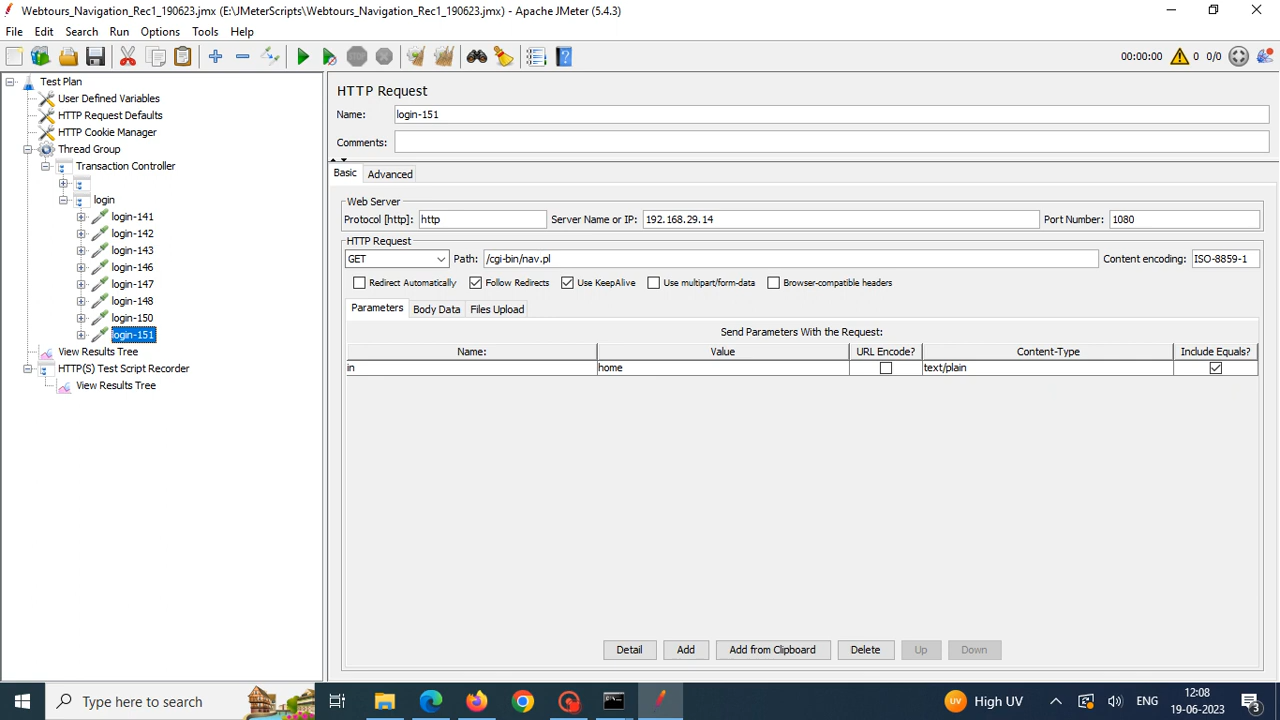 Webtours_Navigation_Rec1_190623.jmx (E:\JMeterScripts\Webtours_Navigation_Rec1_190623.jmx) - Apache JMeter (5.4.3)
File Edit Search Run Options Tools Help
00:00:00 0 0/0
Test Plan
User Defined Variables
HTTP Request Defaults
HTTP Cookie Manager
Thread Group
Transaction Controller
login
login-141
login-142
login-143
login-146
login-147
login-148
login-150
login-151
View Results Tree
HTTP(S) Test Script Recorder
View Results Tree
HTTP Request
Name: login-151
Comments:
Basic Advanced
Web Server
Protocol [http]: http Server Name or IP: 192.168.29.14 Port Number: 1080
HTTP Request
GET Path: /cgi-bin/nav.pl Content encoding: ISO-8859-1
Redirect Automatically Follow Redirects Use KeepAlive Use multipart/form-data Browser-compatible headers
Parameters Body Data Files Upload
Send Parameters With the Request:
Name: Value URL Encode? Content-Type Include Equals?
in home text/plain
Detail Add Add from Clipboard Delete Up Down
Type here to search High UV ENG 12:08
19-06-2023 3